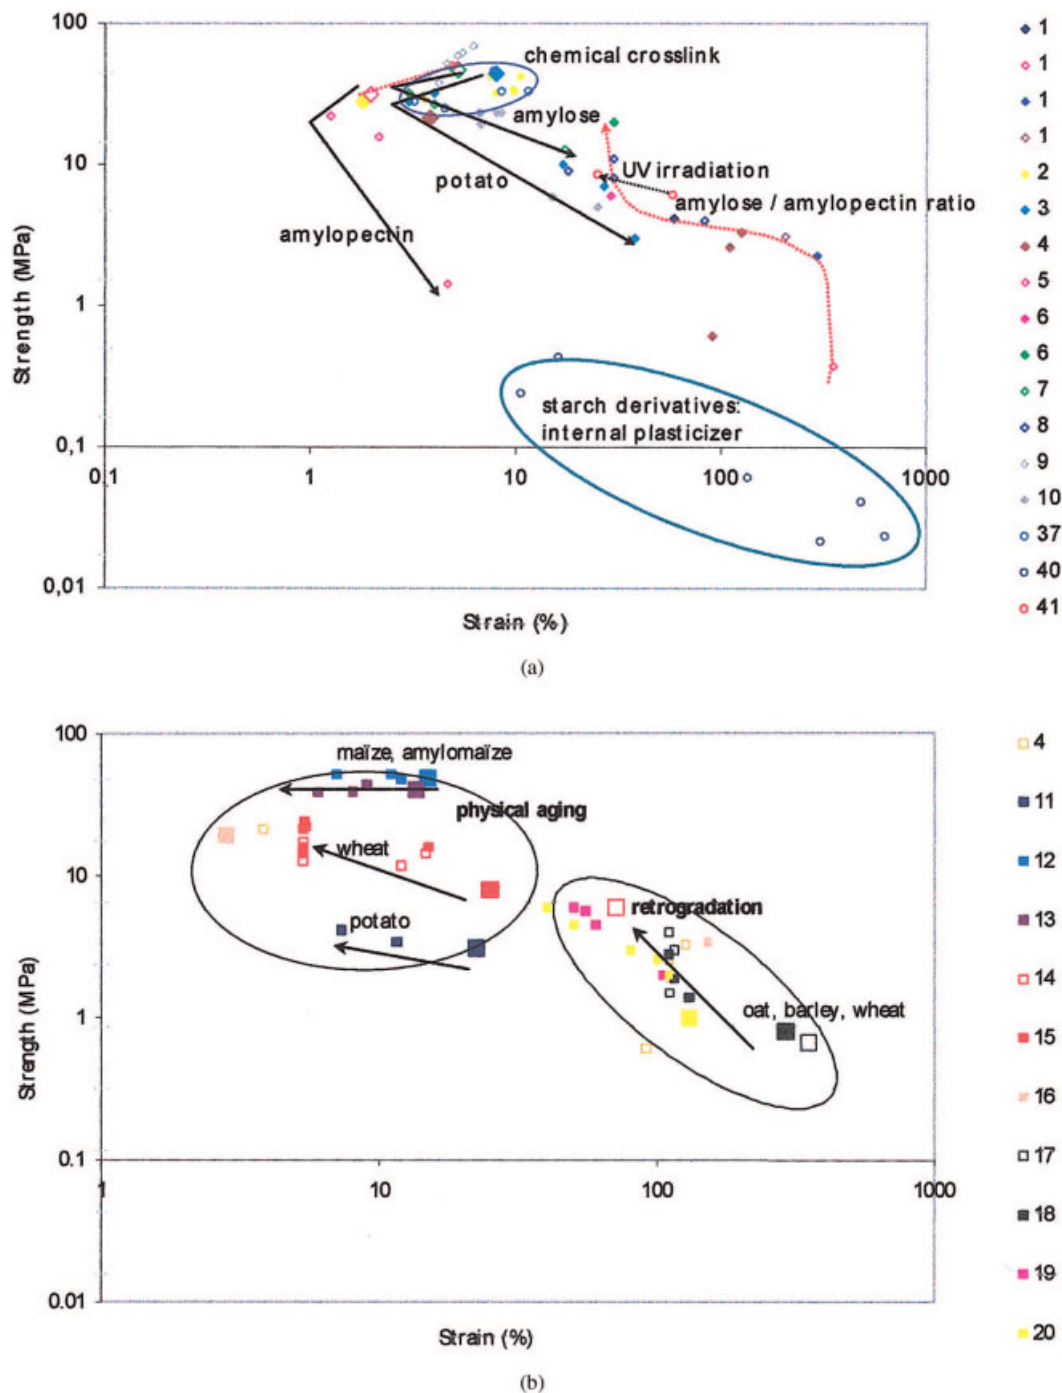 100
10
1
0,1
0,01
Strength (MPa)
0.1
1
10
100
1000
Strain (%)
chemical crosslink
amylose
UV irradiation
potato
amylose / amylopectin ratio
amylopectin
starch derivatives:
internal plasticizer
1
1
1
1
2
3
4
5
6
6
7
8
9
10
37
40
41
(a)
100
10
1
0.1
0.01
Strength (MPa)
1
10
100
1000
Strain (%)
maïze, amylomaïze
physical aging
wheat
potato
retrogradation
oat, barley, wheat
4
11
12
13
14
15
16
17
18
19
20
(b)